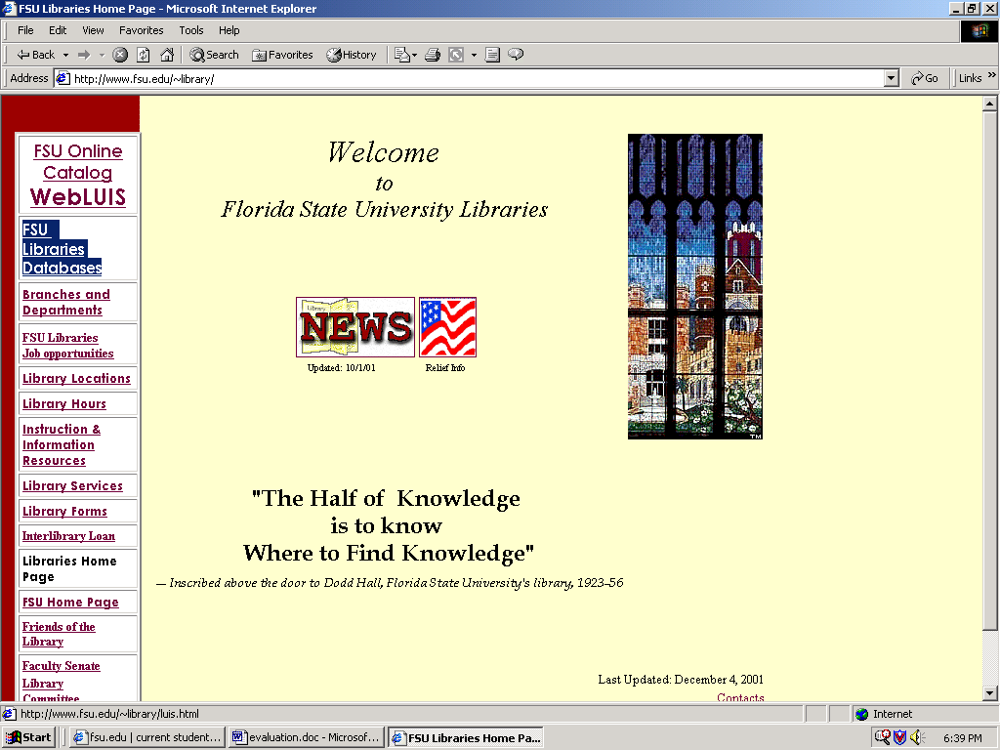 FSU Libraries Home Page - Microsoft Internet Explorer
File Edit View Favorites Tools Help
Back Search Favorites History
Address http://www.fsu.edu/~library/ Go Links »
FSU Online
Catalog
WebLUIS
FSU
Libraries
Databases
Branches and
Departments
FSU Libraries
Job opportunities
Library Locations
Library Hours
Instruction &
Information
Resources
Library Services
Library Forms
Interlibrary Loan
Libraries Home
Page
FSU Home Page
Friends of the
Library
Faculty Senate
Library
Committee
Welcome
to
Florida State University Libraries
Library
NEWS
Updated: 10/1/01
Relief Info
TM
"The Half of Knowledge
is to know
Where to Find Knowledge"
— Inscribed above the door to Dodd Hall, Florida State University's library, 1923-56
Last Updated: December 4, 2001
Contacts
http://www.fsu.edu/~library/luis.html Internet
Start fsu.edu | current student... evaluation.doc - Microsof... FSU Libraries Home Pa... 6:39 PM